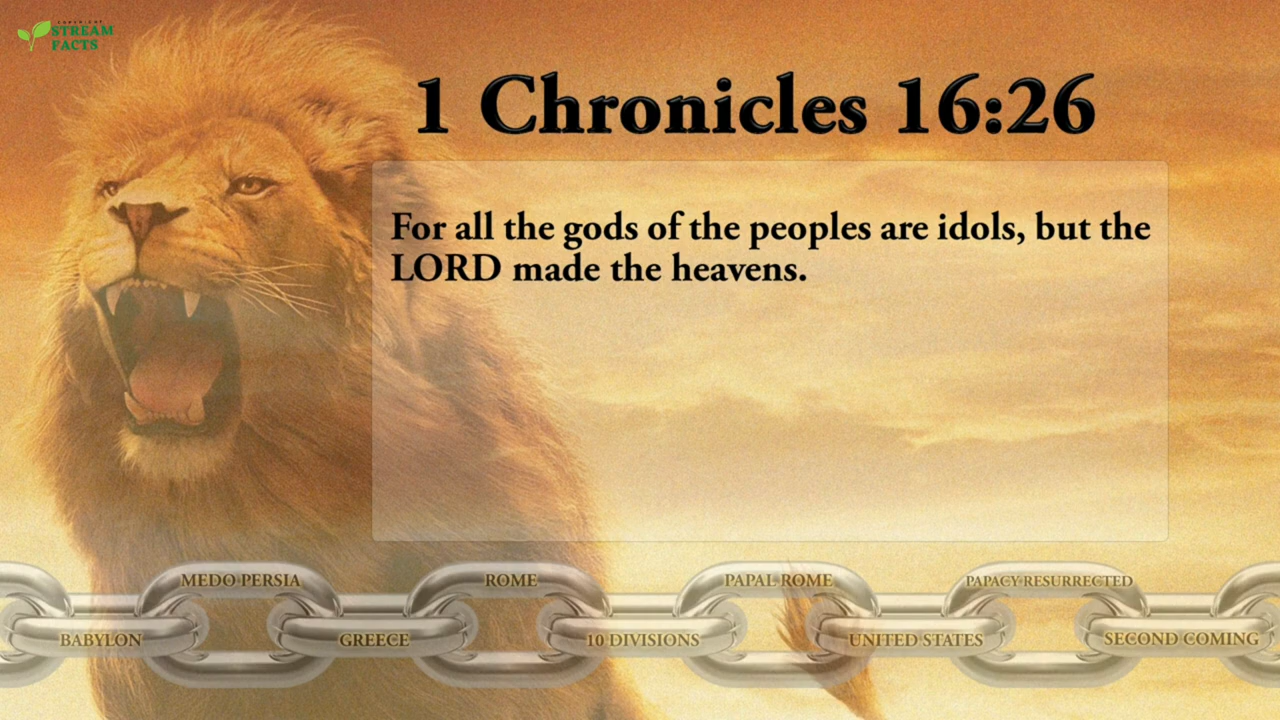 STREAM
FACTS
1 Chronicles 16:26
For all the gods of the peoples are idols, but the
LORD made the heavens.
MEDO PERSIA
ROME
PAPAL ROME
PAPACY RESURRECTED
BABYLON
GREECE
10 DIVISIONS
UNITED STATES
SECOND COMING